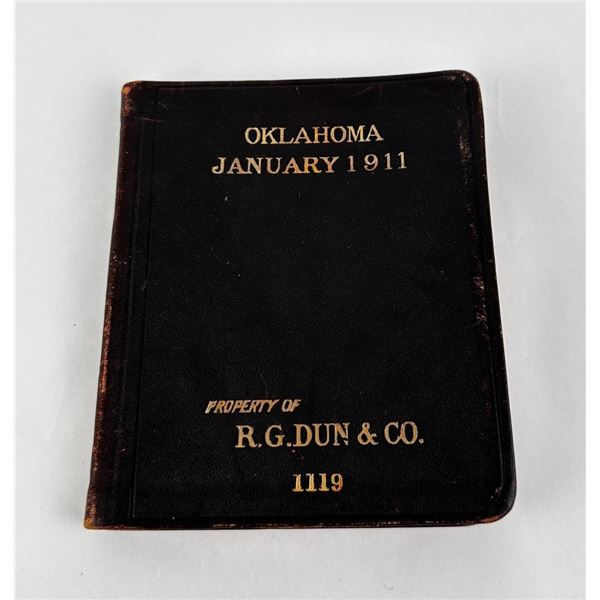 OKLAHOMA
JANUARY 1911
PROPERTY OF
R.G.DUN & CO.
1119